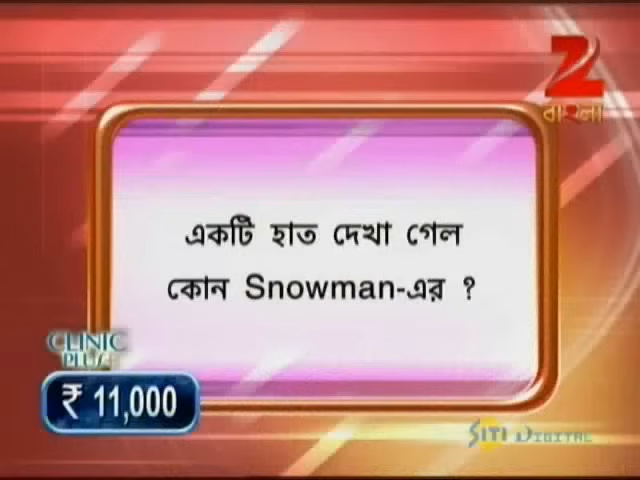 Z
বাংলা
একটি হাত দেখা গেল
কোন Snowman-এর ?
CLINIC
PLUS
₹ 11,000
SITI DIGITAL